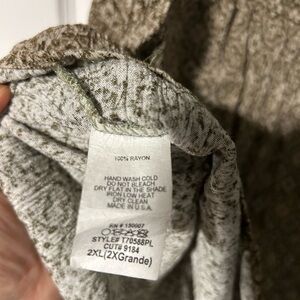 100% RAYON
HAND WASH COLD
DO NOT BLEACH
DRY FLAT IN THE SHADE
IRON LOW HEAT
DRY CLEAN
MADE IN U.S.A.
RN # 150007
STYLE# T70588PL
CUT# 9184
2XL(2XGrande)